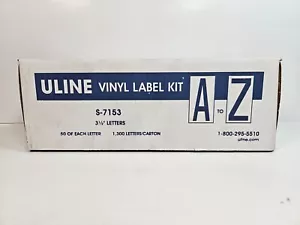 ULINE VINYL LABEL KIT
A TO Z
S-7153
3½" LETTERS
50 OF EACH LETTER 1,300 LETTERS/CARTON
1-800-295-5510
uline.com